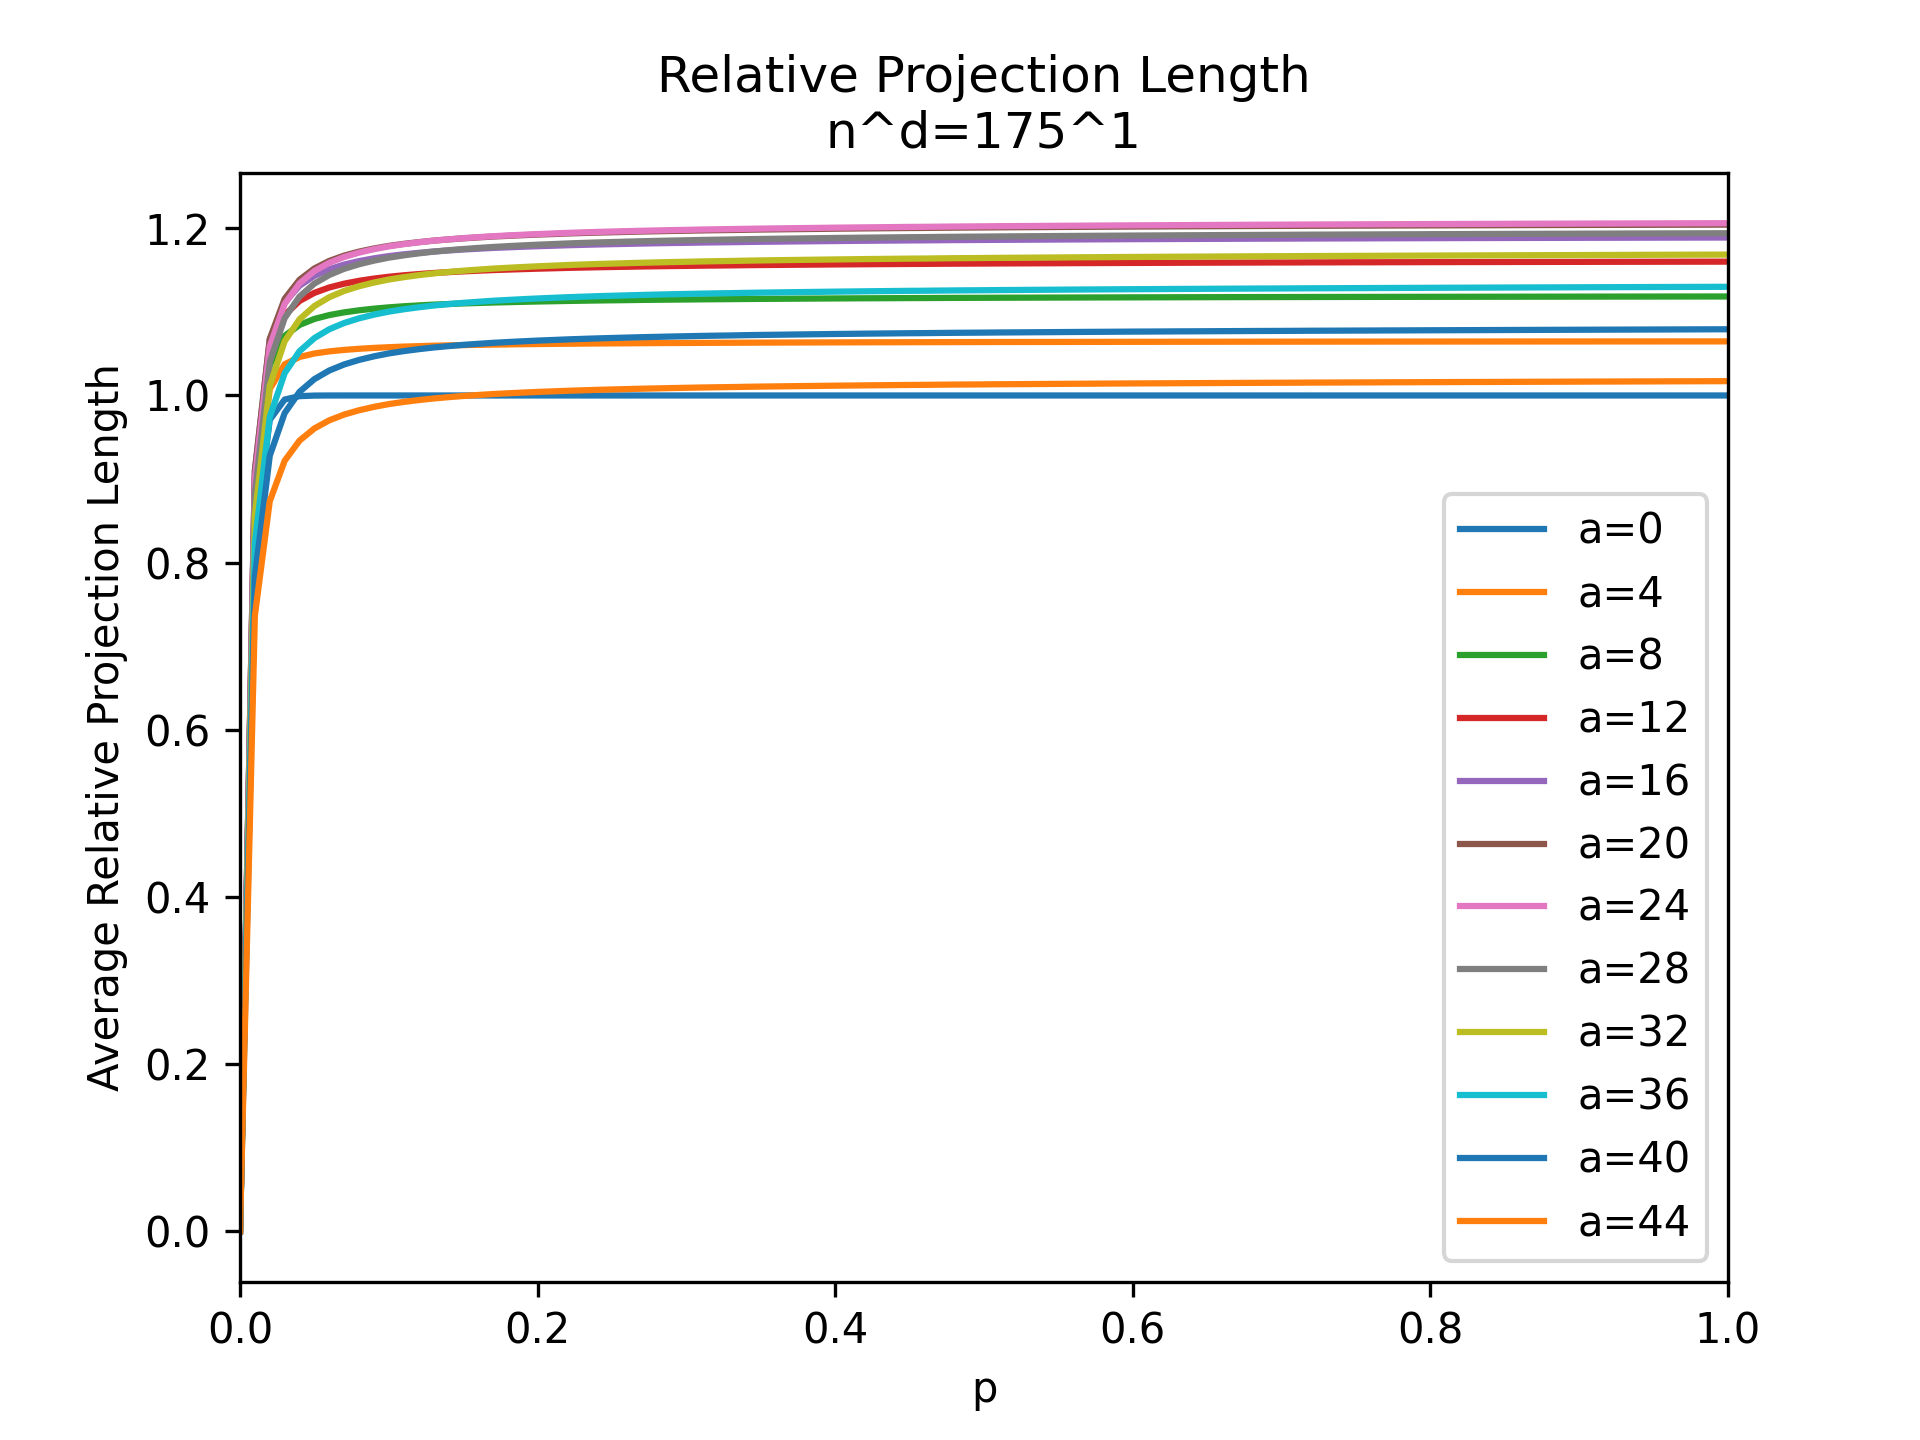 Relative Projection Length
n^d=175^1
Average Relative Projection Length
1.2
1.0
0.8
0.6
0.4
0.2
0.0
0.0 0.2 0.4 0.6 0.8 1.0
p
a=0
a=4
a=8
a=12
a=16
a=20
a=24
a=28
a=32
a=36
a=40
a=44